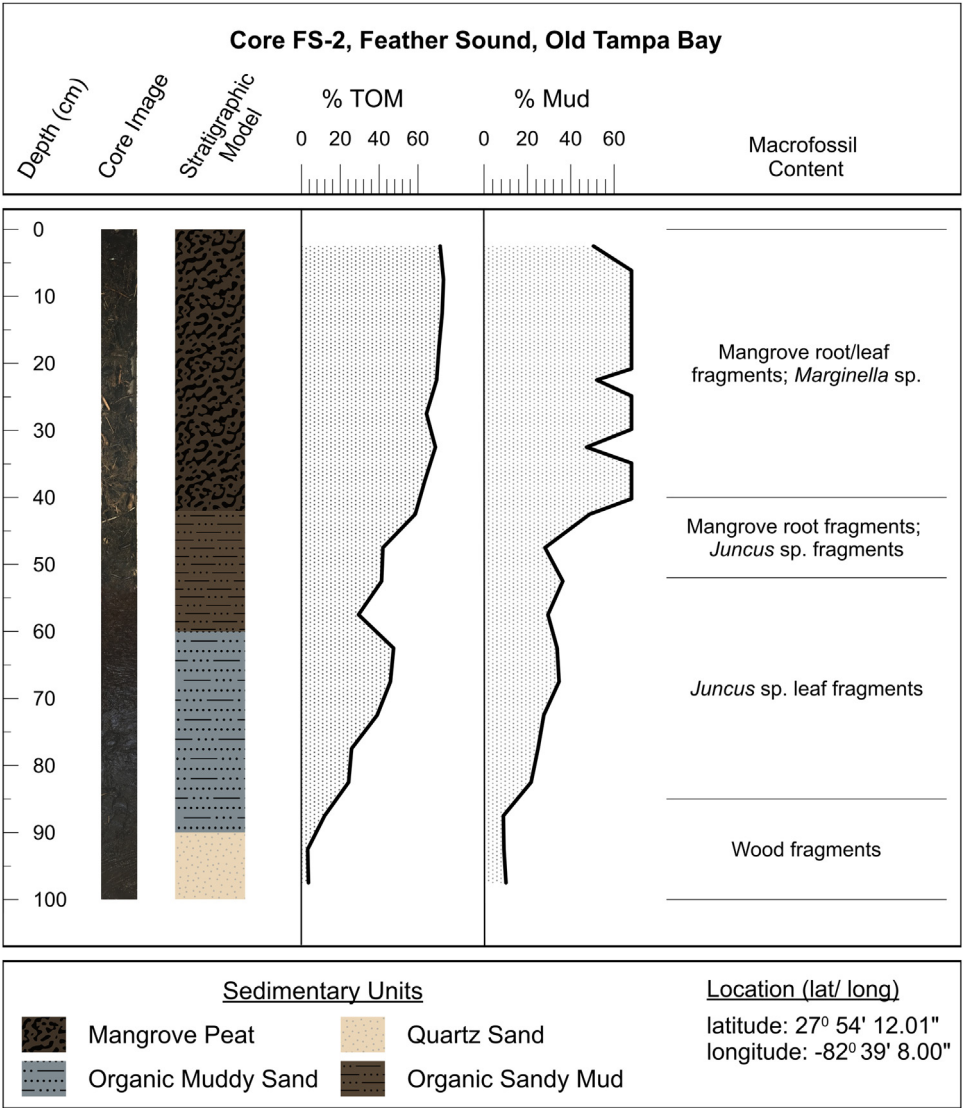 Core FS-2, Feather Sound, Old Tampa Bay
Depth (cm)
Core Image
Stratigraphic
Model
% TOM
0 20 40 60
% Mud
0 20 40 60
Macrofossil
Content
0
10
20
30
40
50
60
70
80
90
100
Mangrove root/leaf
fragments; Marginella sp.
Mangrove root fragments;
Juncus sp. fragments
Juncus sp. leaf fragments
Wood fragments
Sedimentary Units
Mangrove Peat
Quartz Sand
Organic Muddy Sand
Organic Sandy Mud
Location (lat/ long)
latitude: 27⁰ 54' 12.01"
longitude: -82⁰ 39' 8.00"